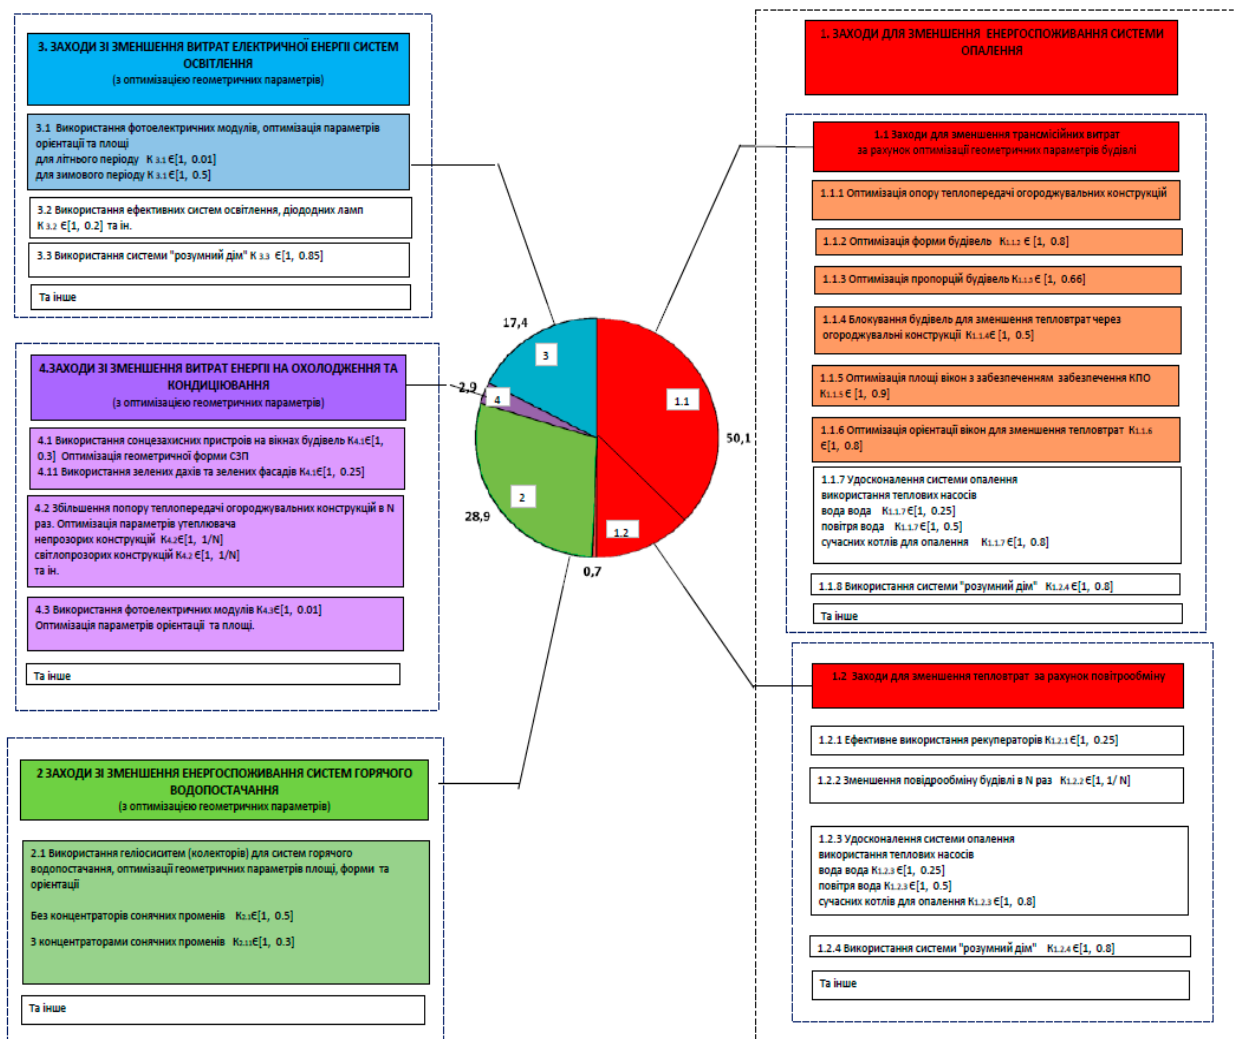 3. ЗАХОДИ ЗІ ЗМЕНШЕННЯ ВИТРАТ ЕЛЕКТРИЧНОЇ ЕНЕРГІЇ СИСТЕМ
ОСВІТЛЕННЯ
(з оптимізацією геометричних параметрів)
3.1 Використання фотоелектричних модулів, оптимізація параметрів
орієнтації та площі
для літнього періоду К 3.1 Є[1, 0.01]
для зимового періоду К 3.1 Є[1, 0.5]
3.2 Використання ефективних систем освітлення, діододних ламп
К 3.2 Є[1, 0.2] та ін.
3.3 Використання системи "розумний дім" К 3.3 Є[1, 0.85]
Та інше
4.ЗАХОДИ ЗІ ЗМЕНШЕННЯ ВИТРАТ ЕНЕРГІЇ НА ОХОЛОДЖЕННЯ ТА
КОНДИЦІЮВАННЯ
(з оптимізацією геометричних параметрів)
4.1 Використання сонцезахисних пристроїв на вікнах будівель К4.1Є[1,
0.3] Оптимізація геометричної форми СЗП
4.11 Використання зелених дахів та зелених фасадів К4.1Є[1, 0.25]
4.2 Збільшення попору теплопередачі огороджувальних конструкцій в N
раз. Оптимізація параметрів утеплювача
непрозорих конструкцій К4.2Є[1, 1/N]
світлопрозорих конструкцій К4.2 Є[1, 1/N]
та ін.
4.3 Використання фотоелектричних модулів К4.3Є[1, 0.01]
Оптимізація параметрів орієнтації та площі.
Та інше
2 ЗАХОДИ ЗІ ЗМЕНШЕННЯ ЕНЕРГОСПОЖИВАННЯ СИСТЕМ ГОРЯЧОГО
ВОДОПОСТАЧАННЯ
(з оптимізацією геометричних параметрів)
2.1 Використання геліосиситем (колекторів) для систем горячого
водопостачання, оптимізації геометричних параметрів площі, форми та
орієнтації
Без концентраторів сонячних променів К2.1Є[1, 0.5]
З концентраторами сонячних променів К2.11Є[1, 0.3]
Та інше
17,4
3
2,9
4
1.1
50,1
2
28,9
1.2
0,7
1. ЗАХОДИ ДЛЯ ЗМЕНШЕННЯ ЕНЕРГОСПОЖИВАННЯ СИСТЕМИ
ОПАЛЕННЯ
1.1 Заходи для зменшення трансмісійних витрат
за рахунок оптимізації геометричних параметрів будівлі
1.1.1 Оптимізація опору теплопередачі огороджувальних конструкцій
1.1.2 Оптимізація форми будівель К1.1.2 Є [1, 0.8]
1.1.3 Оптимізація пропорцій будівель К1.1.3 Є [1, 0.66]
1.1.4 Блокування будівель для зменшення тепловтрат через
огороджувальні конструкції К1.1.4Є [1, 0.5]
1.1.5 Оптимізація площі вікон з забезпеченням забезпечення КПО
К1.1.5 Є [1, 0.9]
1.1.6 Оптимізація орієнтації вікон для зменшення тепловтрат К1.1.6
Є[1, 0.8]
1.1.7 Удосконалення системи опалення
використання теплових насосів
вода вода К1.1.7 Є[1, 0.25]
повітря вода К1.1.7 Є[1, 0.5]
сучасних котлів для опалення К1.1.7 Є[1, 0.8]
1.1.8 Використання системи "розумний дім" К1.2.4 Є[1, 0.8]
Та інше
1.2 Заходи для зменшення тепловтрат за рахунок повітрообміну
1.2.1 Ефективне використання рекуператорів К1.2.1 Є[1, 0.25]
1.2.2 Зменшення повідрообміну будівлі в N раз К1.2.2 Є[1, 1/ N]
1.2.3 Удосконалення системи опалення
використання теплових насосів
вода вода К1.2.3 Є[1, 0.25]
повітря вода К1.2.3 Є[1, 0.5]
сучасних котлів для опалення К1.2.3 Є[1, 0.8]
1.2.4 Використання системи "розумний дім" К1.2.4 Є[1, 0.8]
Та інше